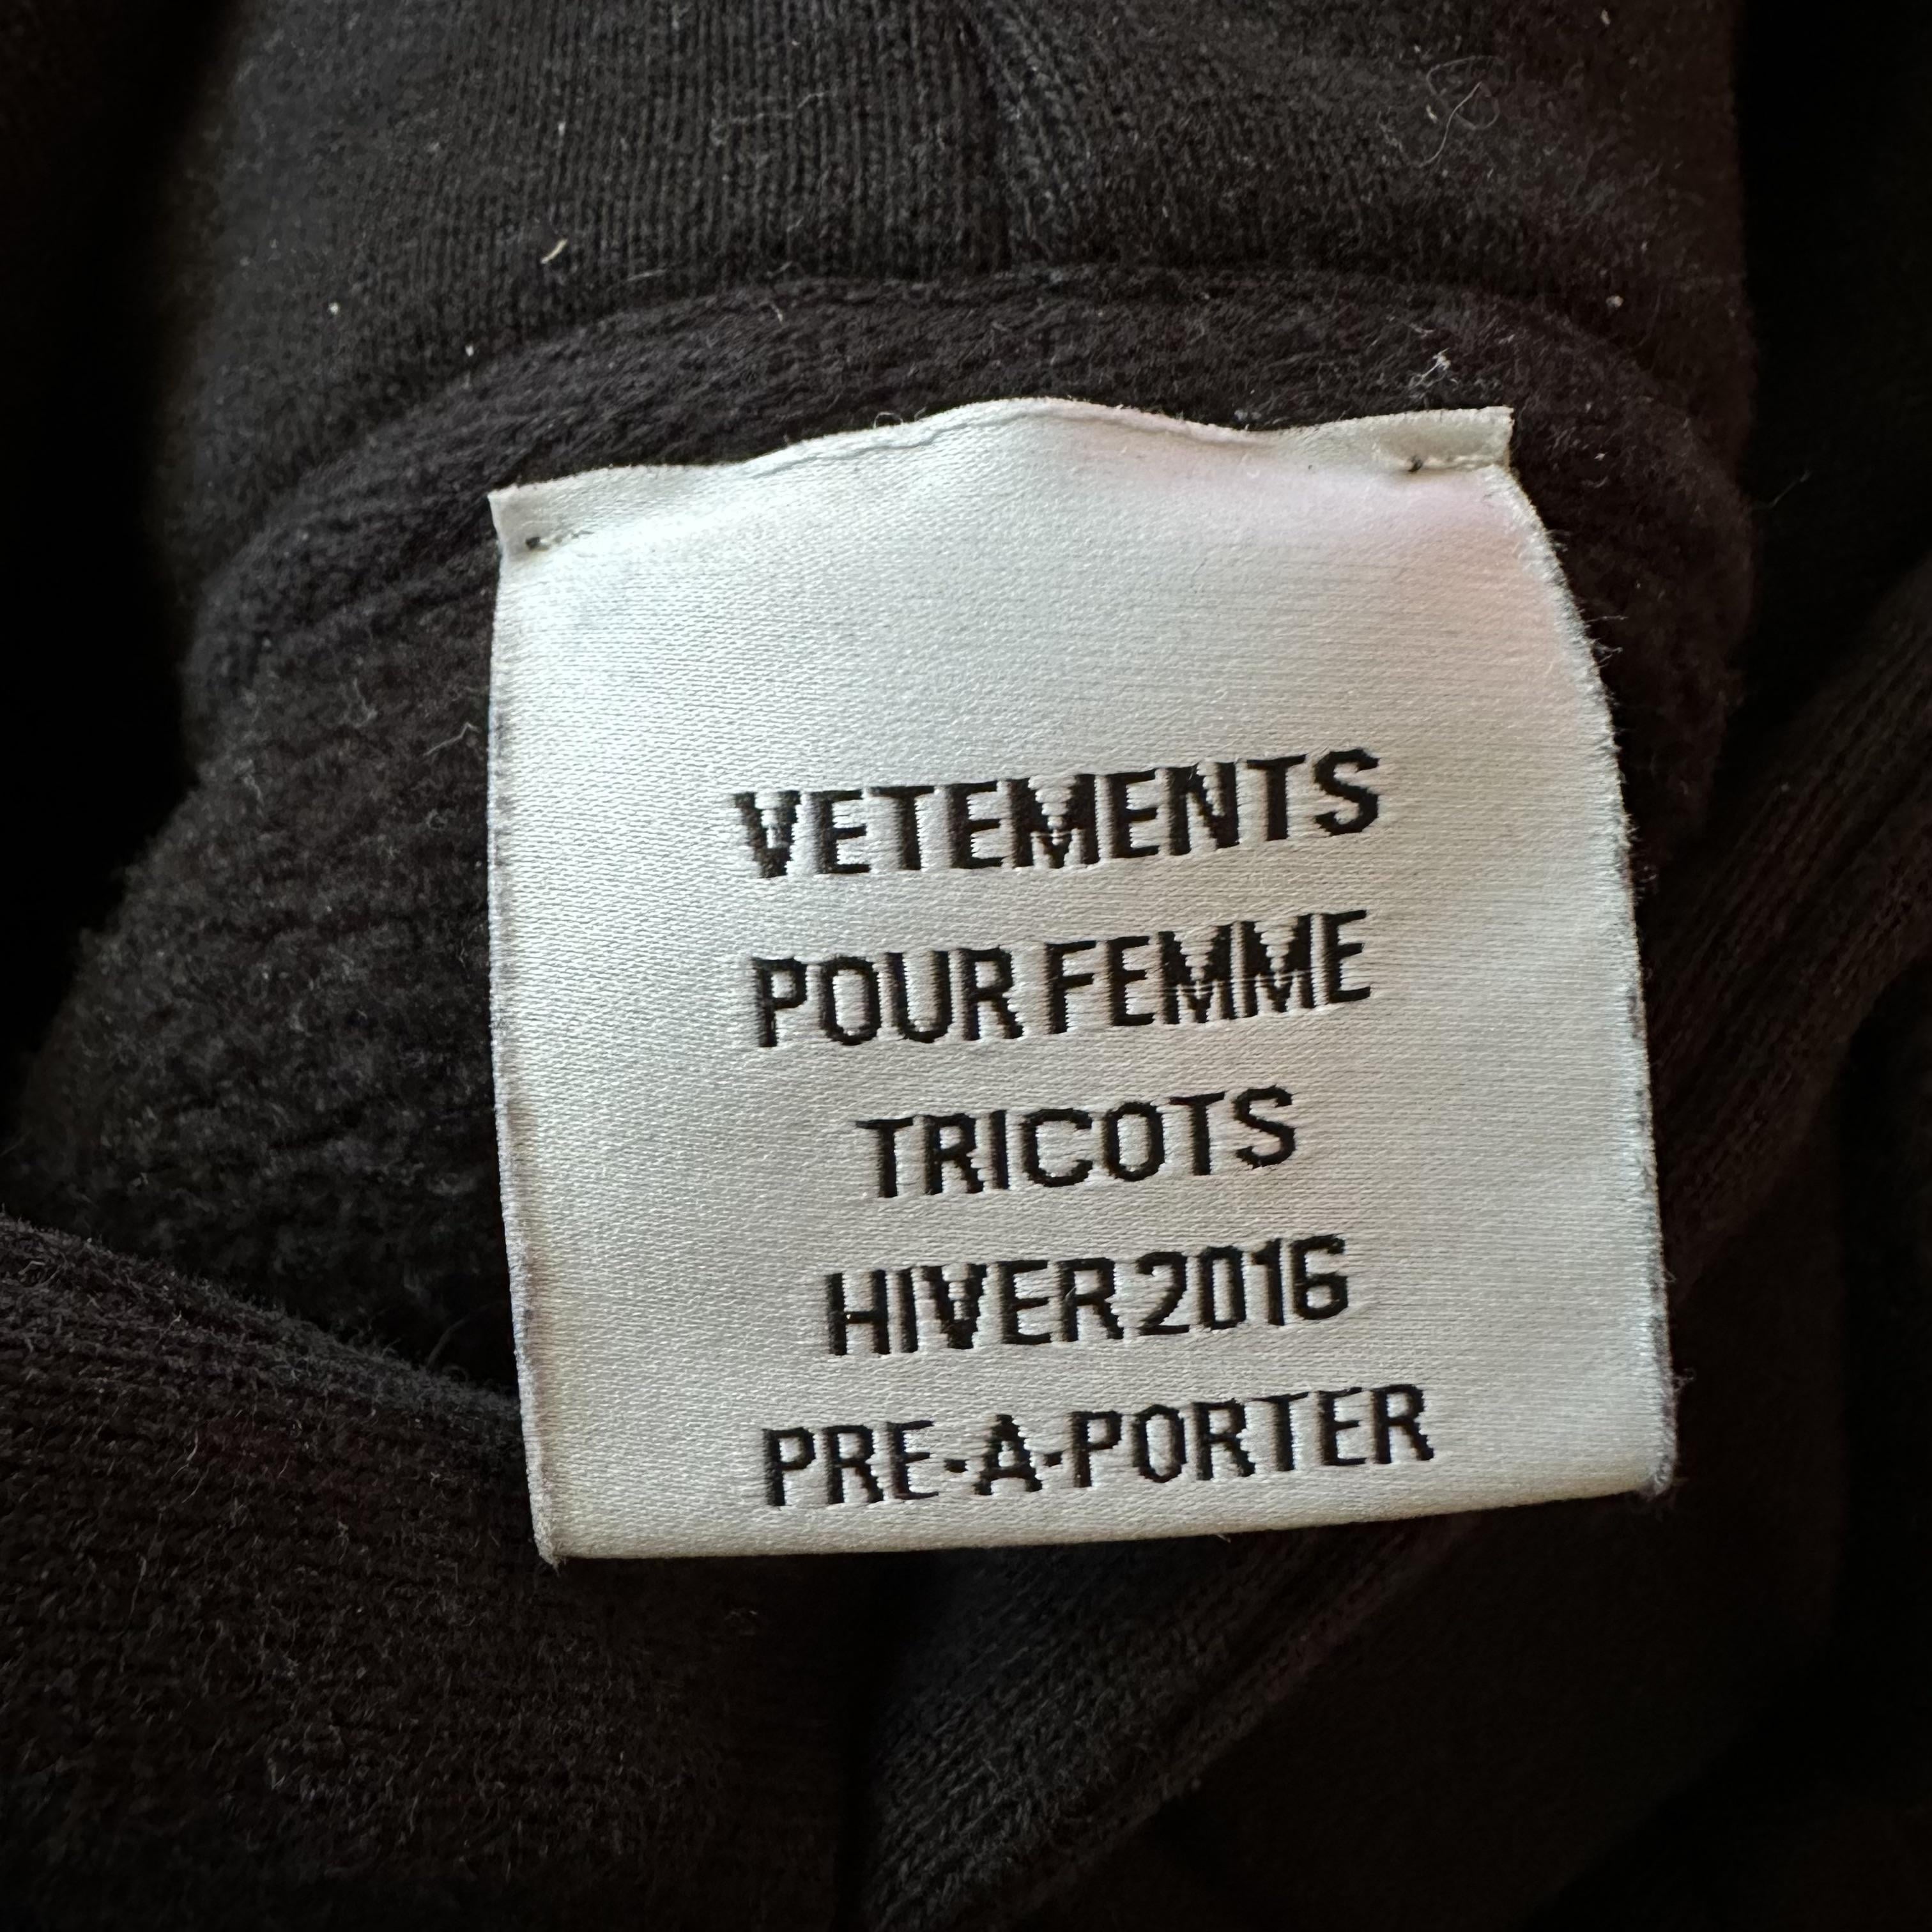 VETEMENTS
POUR FEMME
TRICOTS
HIVER 2016
PRE-A-PORTER